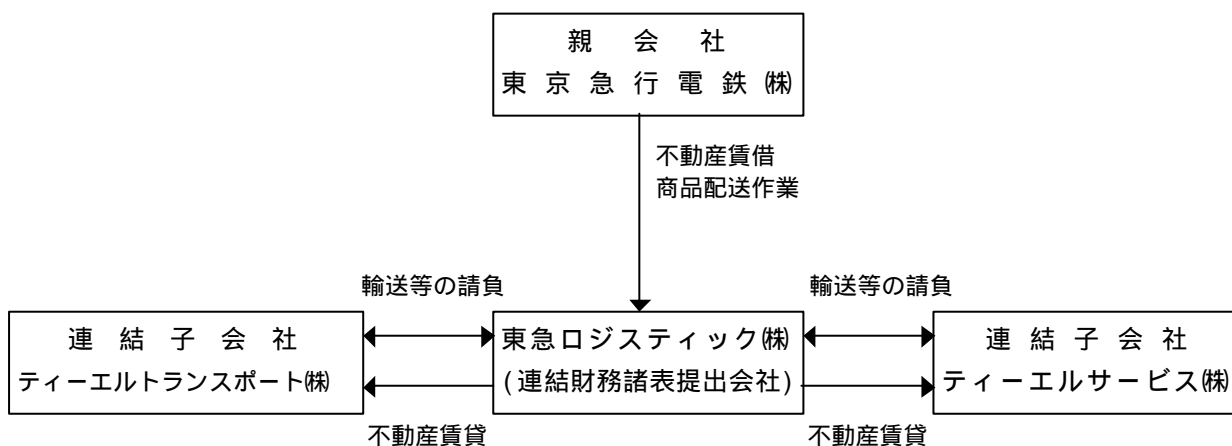 親会社
東京急行電鉄㈱
不動産賃借
商品配送作業
輸送等の請負
輸送等の請負
連結子会社
ティーエルトランスポート㈱
東急ロジスティック㈱
(連結財務諸表提出会社)
連結子会社
ティーエルサービス㈱
不動産賃貸
不動産賃貸